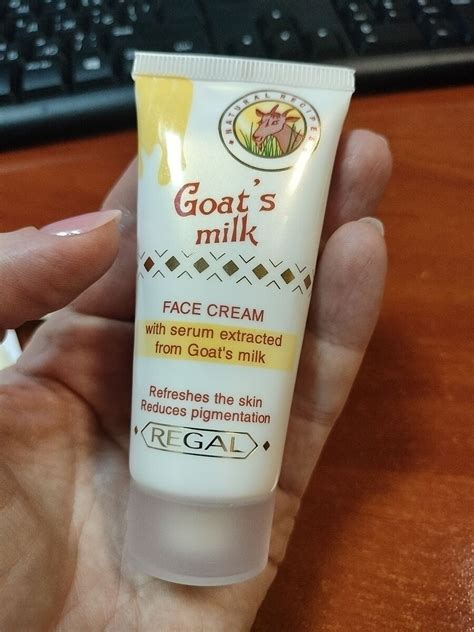 NATURAL RECIPES
Goat's
milk
FACE CREAM
with serum extracted
from Goat's milk
Refreshes the skin
Reduces pigmentation
REGAL